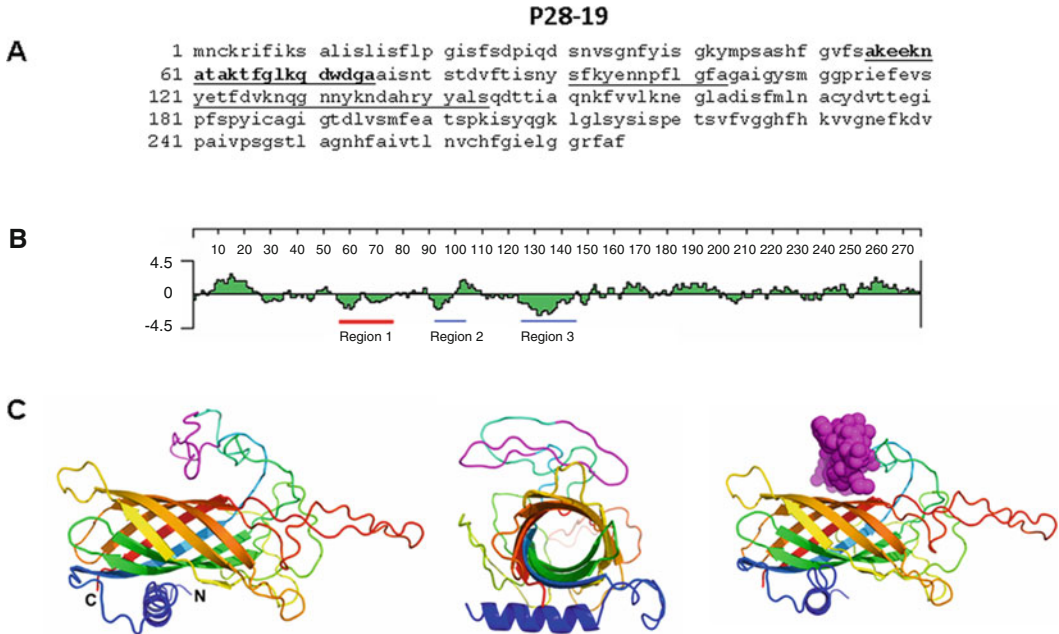 P28-19
A
1 mnckrifiks alislisflp gisfsdpiqd snvsgnfyis gkympsashf gvfsakeekn
61 ataktfglkq dwdgaaisnt stdvftisny sfkyennpfl gfagaigysm ggpriefevs
121 yetfdvknqg nnykndahry yalsqdttia qnkfvvlkne gladisfmln acydvttegi
181 pfspyicagi gtdlvsmfea tspkisyqgk lglsysispe tsvfvgghfh kvvgnefkdv
241 paivpsgstl agnhfaivtl nvchfgielg grfaf
B
10 20 30 40 50 60 70 80 90 100 110 120 130 140 150 160 170 180 190 200 210 220 230 240 250 260 270
4.5
0
-4.5
Region 1 Region 2 Region 3
C
C N